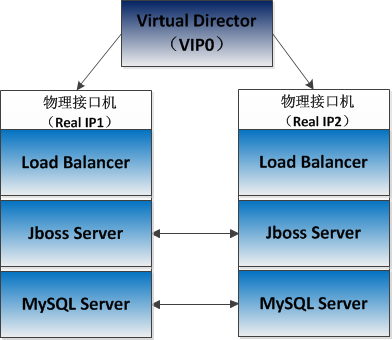 Virtual Director
（VIP0）
物理接口机
（Real IP1）
Load Balancer
Jboss Server
MySQL Server
物理接口机
（Real IP2）
Load Balancer
Jboss Server
MySQL Server